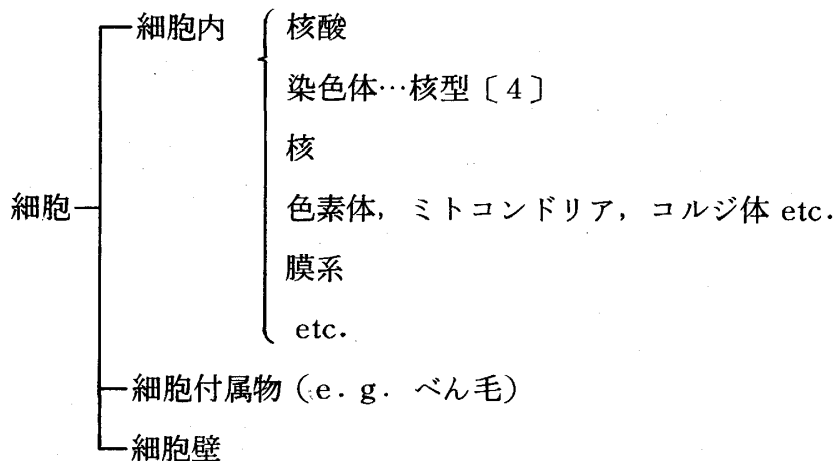 細胞内 核酸
染色体…核型〔4〕
核
細胞 色素体, ミトコンドリア, コルジ体 etc.
膜系
etc.
細胞付属物 (e. g. べん毛)
細胞壁